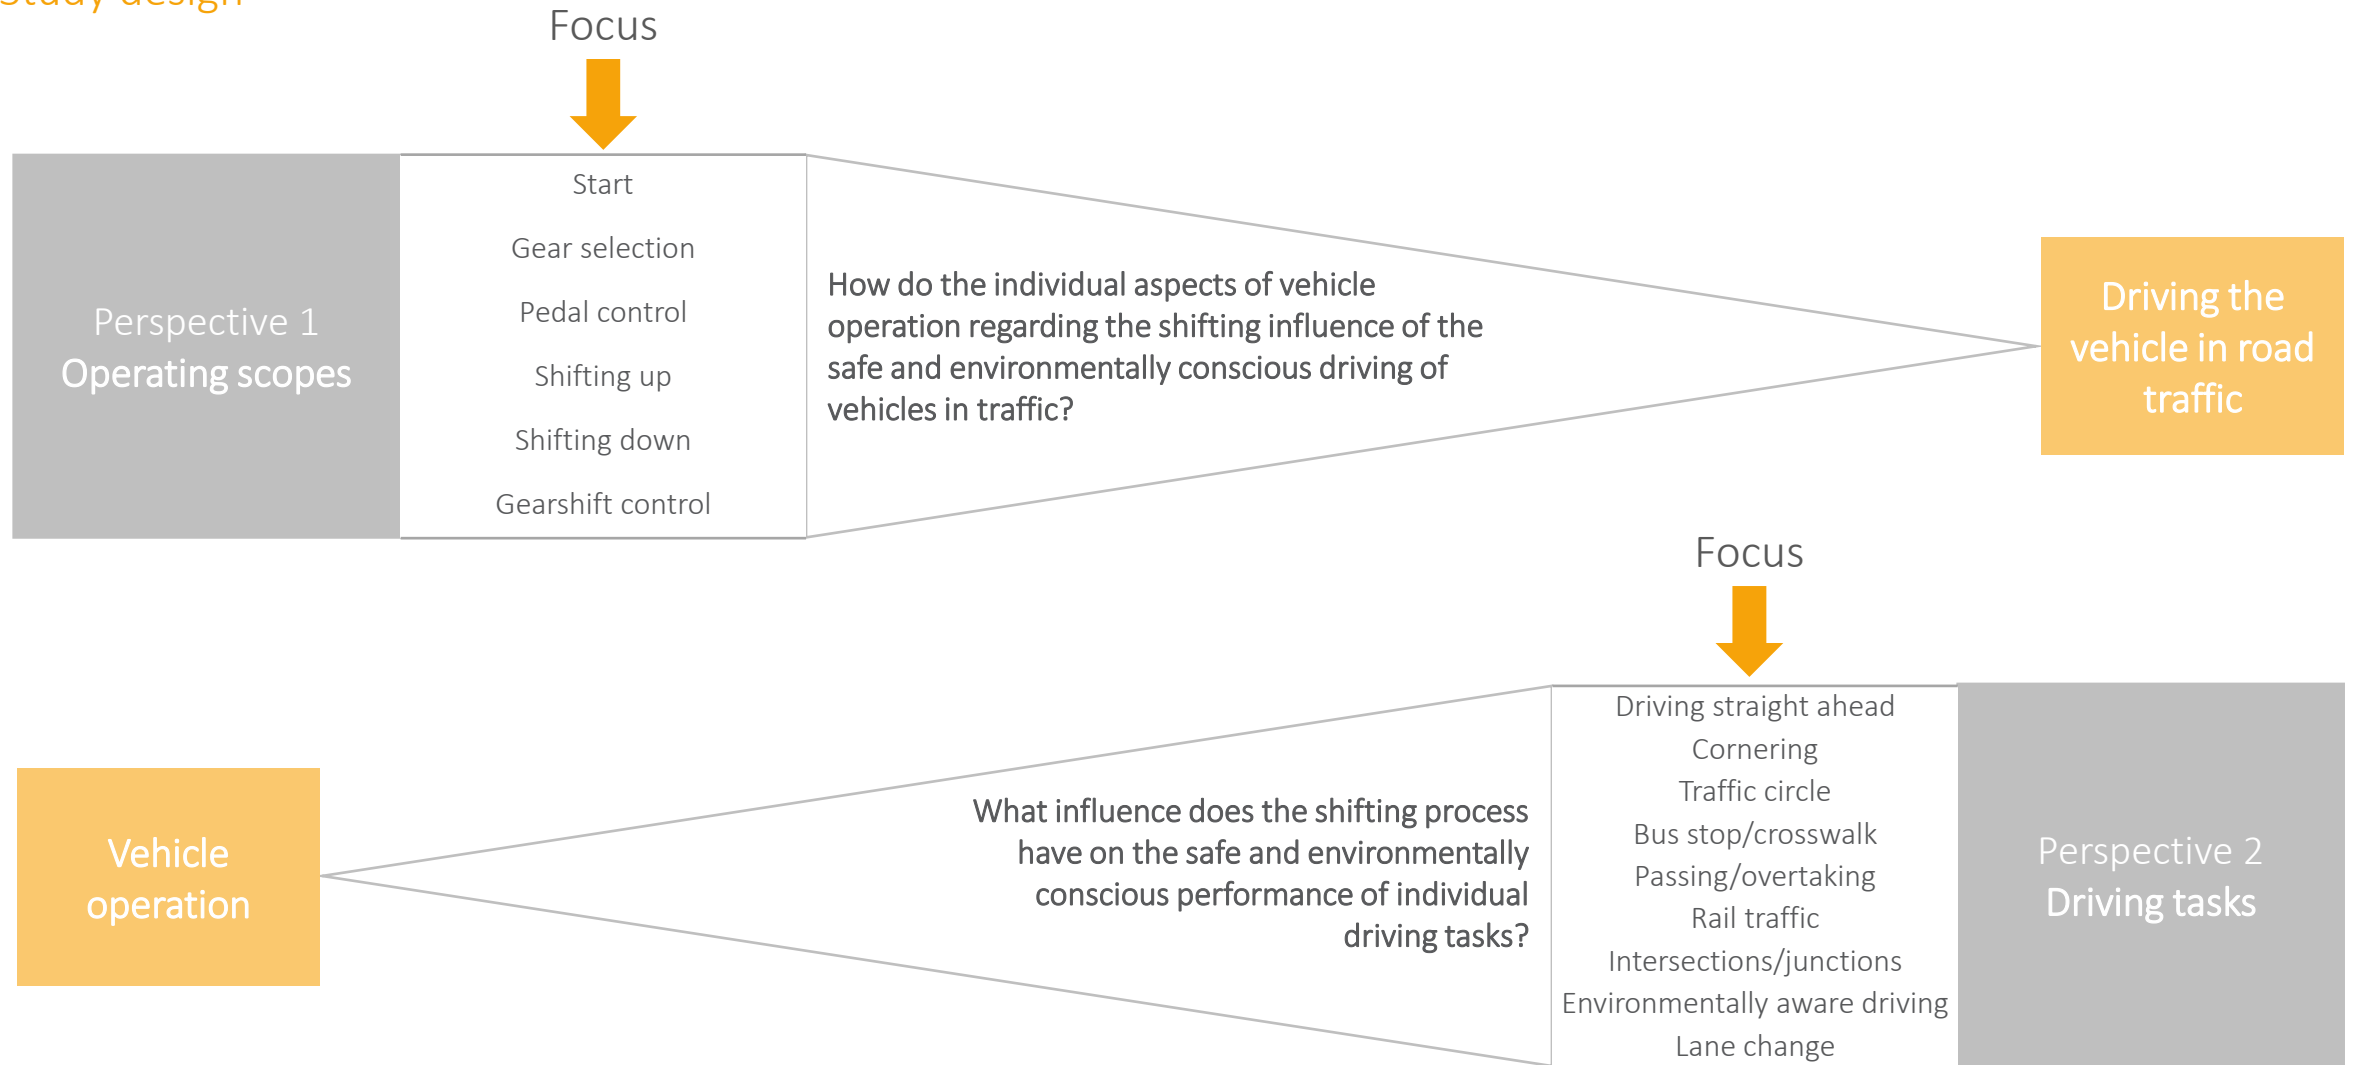 Study design
Focus
Perspective 1
Operating scopes
Start
Gear selection
Pedal control
Shifting up
Shifting down
Gearshift control
How do the individual aspects of vehicle
operation regarding the shifting influence of the
safe and environmentally conscious driving of
vehicles in traffic?
Driving the
vehicle in road
traffic
Focus
Vehicle
operation
What influence does the shifting process
have on the safe and environmentally
conscious performance of individual
driving tasks?
Driving straight ahead
Cornering
Traffic circle
Bus stop/crosswalk
Passing/overtaking
Rail traffic
Intersections/junctions
Environmentally aware driving
Lane change
Perspective 2
Driving tasks